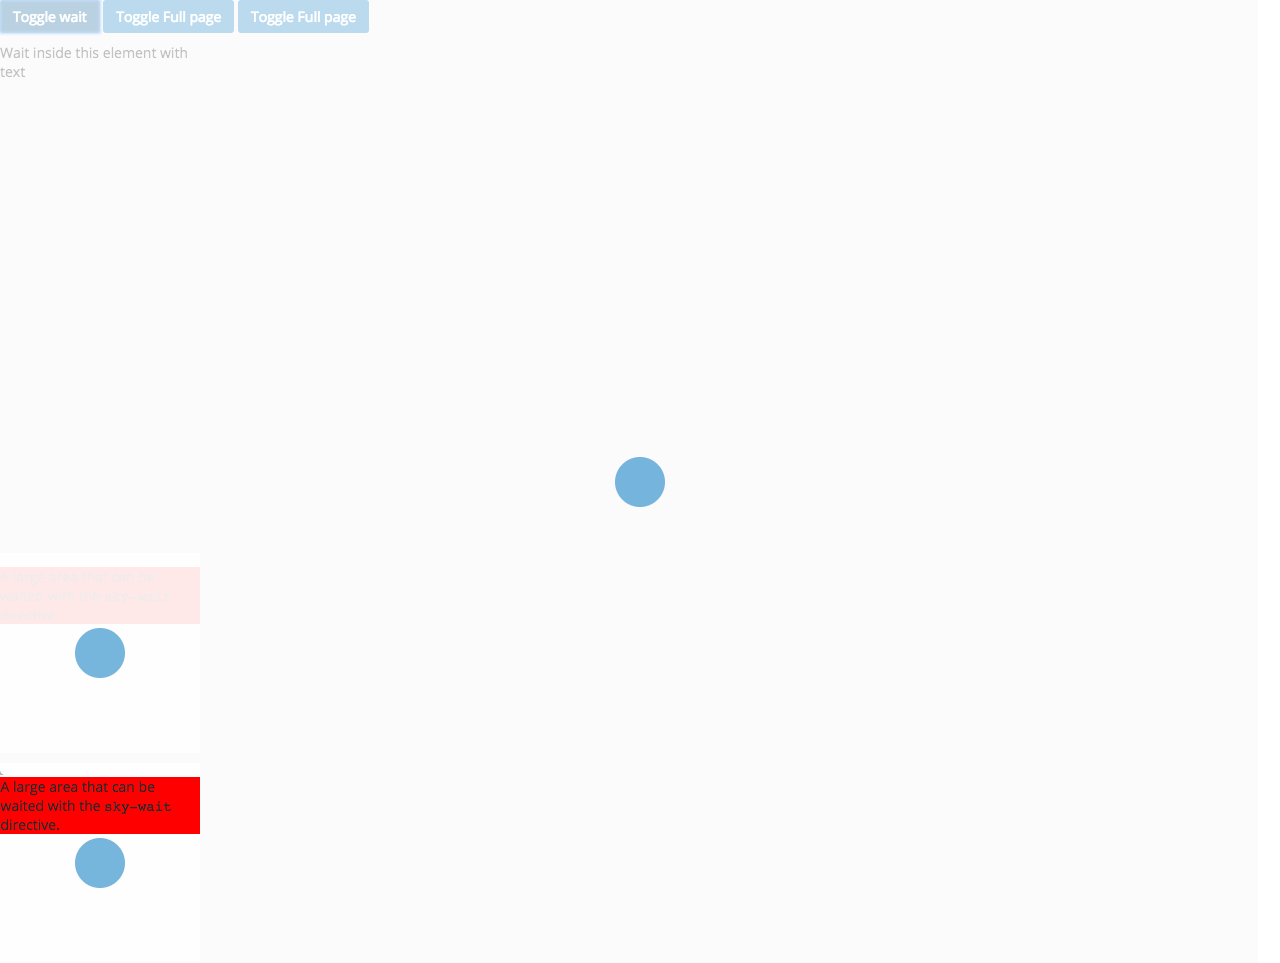 Toggle wait Toggle Full page Toggle Full page
Wait inside this element with
text
A large area that can be
waited with the sky-wait
directive.
A large area that can be
waited with the sky-wait
directive.